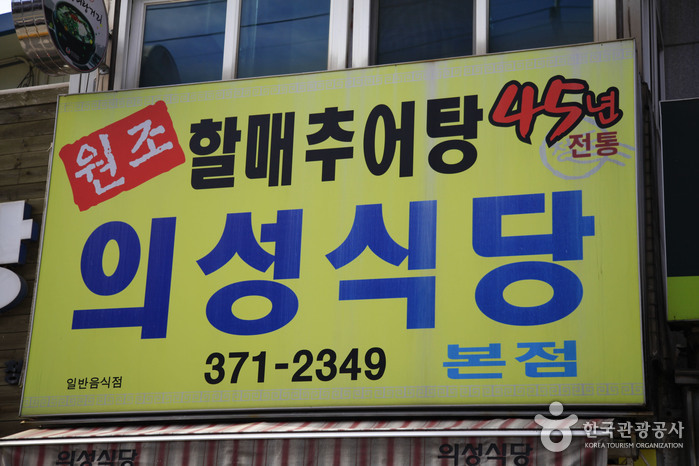 원조 할매추어탕 45년 전통
의성식당
371-2349 본점
일반음식점
의성식당 의성식당
한국관광공사
KOREA TOURISM ORGANIZATION